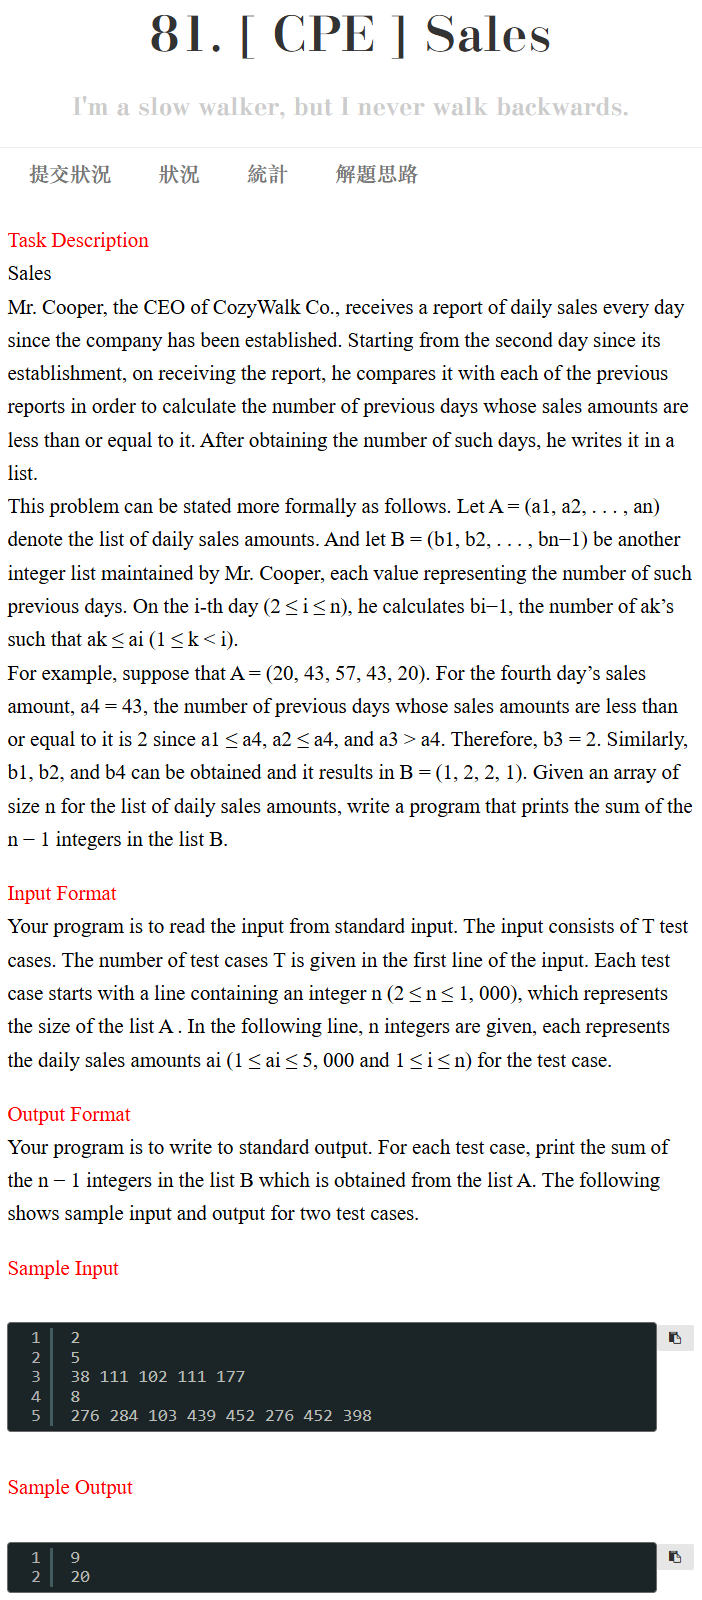 81. [ CPE ] Sales
I'm a slow walker, but I never walk backwards.
提交狀況 狀況 統計 解題思路
Task Description
Sales
Mr. Cooper, the CEO of CozyWalk Co., receives a report of daily sales every day
since the company has been established. Starting from the second day since its
establishment, on receiving the report, he compares it with each of the previous
reports in order to calculate the number of previous days whose sales amounts are
less than or equal to it. After obtaining the number of such days, he writes it in a
list.
This problem can be stated more formally as follows. Let A = (a1, a2, . . . , an)
denote the list of daily sales amounts. And let B = (b1, b2, . . . , bn−1) be another
integer list maintained by Mr. Cooper, each value representing the number of such
previous days. On the i-th day (2 ≤ i ≤ n), he calculates bi−1, the number of ak’s
such that ak ≤ ai (1 ≤ k < i).
For example, suppose that A = (20, 43, 57, 43, 20). For the fourth day’s sales
amount, a4 = 43, the number of previous days whose sales amounts are less than
or equal to it is 2 since a1 ≤ a4, a2 ≤ a4, and a3 > a4. Therefore, b3 = 2. Similarly,
b1, b2, and b4 can be obtained and it results in B = (1, 2, 2, 1). Given an array of
size n for the list of daily sales amounts, write a program that prints the sum of the
n − 1 integers in the list B.
Input Format
Your program is to read the input from standard input. The input consists of T test
cases. The number of test cases T is given in the first line of the input. Each test
case starts with a line containing an integer n (2 ≤ n ≤ 1, 000), which represents
the size of the list A . In the following line, n integers are given, each represents
the daily sales amounts ai (1 ≤ ai ≤ 5, 000 and 1 ≤ i ≤ n) for the test case.
Output Format
Your program is to write to standard output. For each test case, print the sum of
the n − 1 integers in the list B which is obtained from the list A. The following
shows sample input and output for two test cases.
Sample Input
1 2
2 5
3 38 111 102 111 177
4 8
5 276 284 103 439 452 276 452 398
Sample Output
1 9
2 20